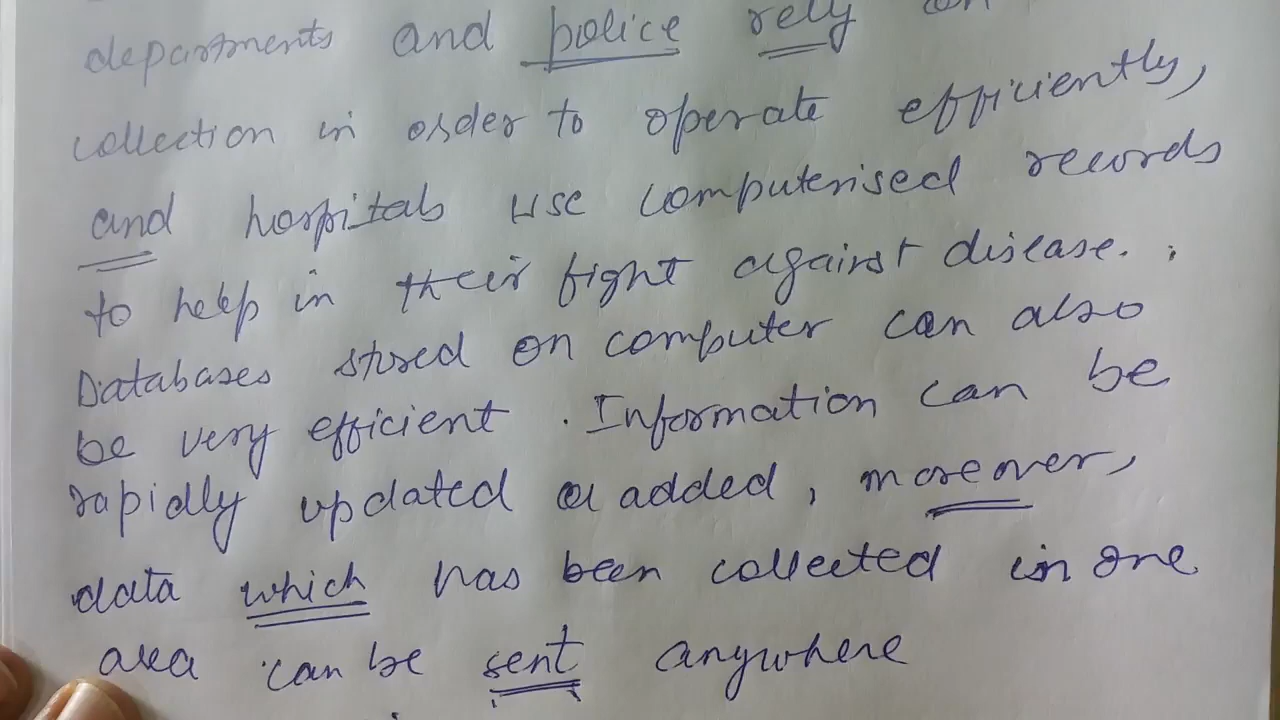 departments and police rely on
collection in order to operate efficiently,
and hospitals use computerised records
to help in their fight against disease.
Databases stored on computer can also
be very efficient. Information can be
rapidly updated or added, moreover,
data which has been collected in one
area can be sent anywhere